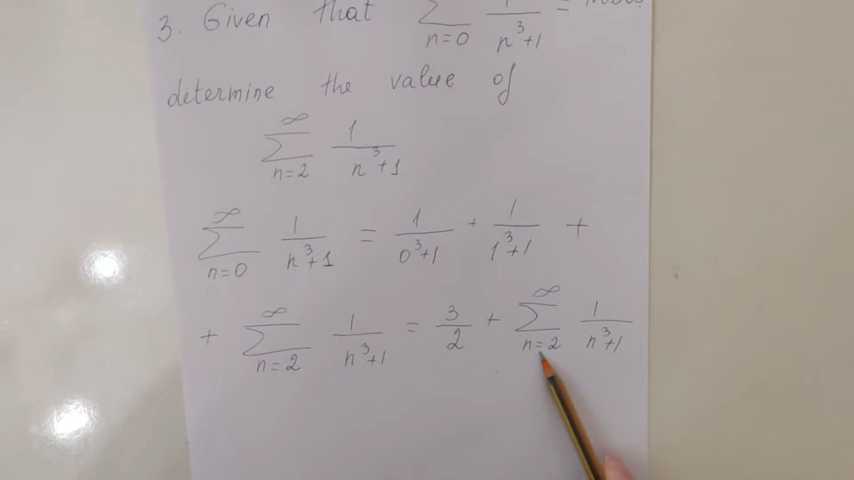 3. Given that ∑_{n=0} 1/(n³+1) =
determine the value of
∑_{n=2}^{∞} 1/(n³+1)
∑_{n=0}^{∞} 1/(n³+1) = 1/(0³+1) + 1/(1³+1) +
+ ∑_{n=2}^{∞} 1/(n³+1) = 3/2 + ∑_{n=2}^{∞} 1/(n³+1)